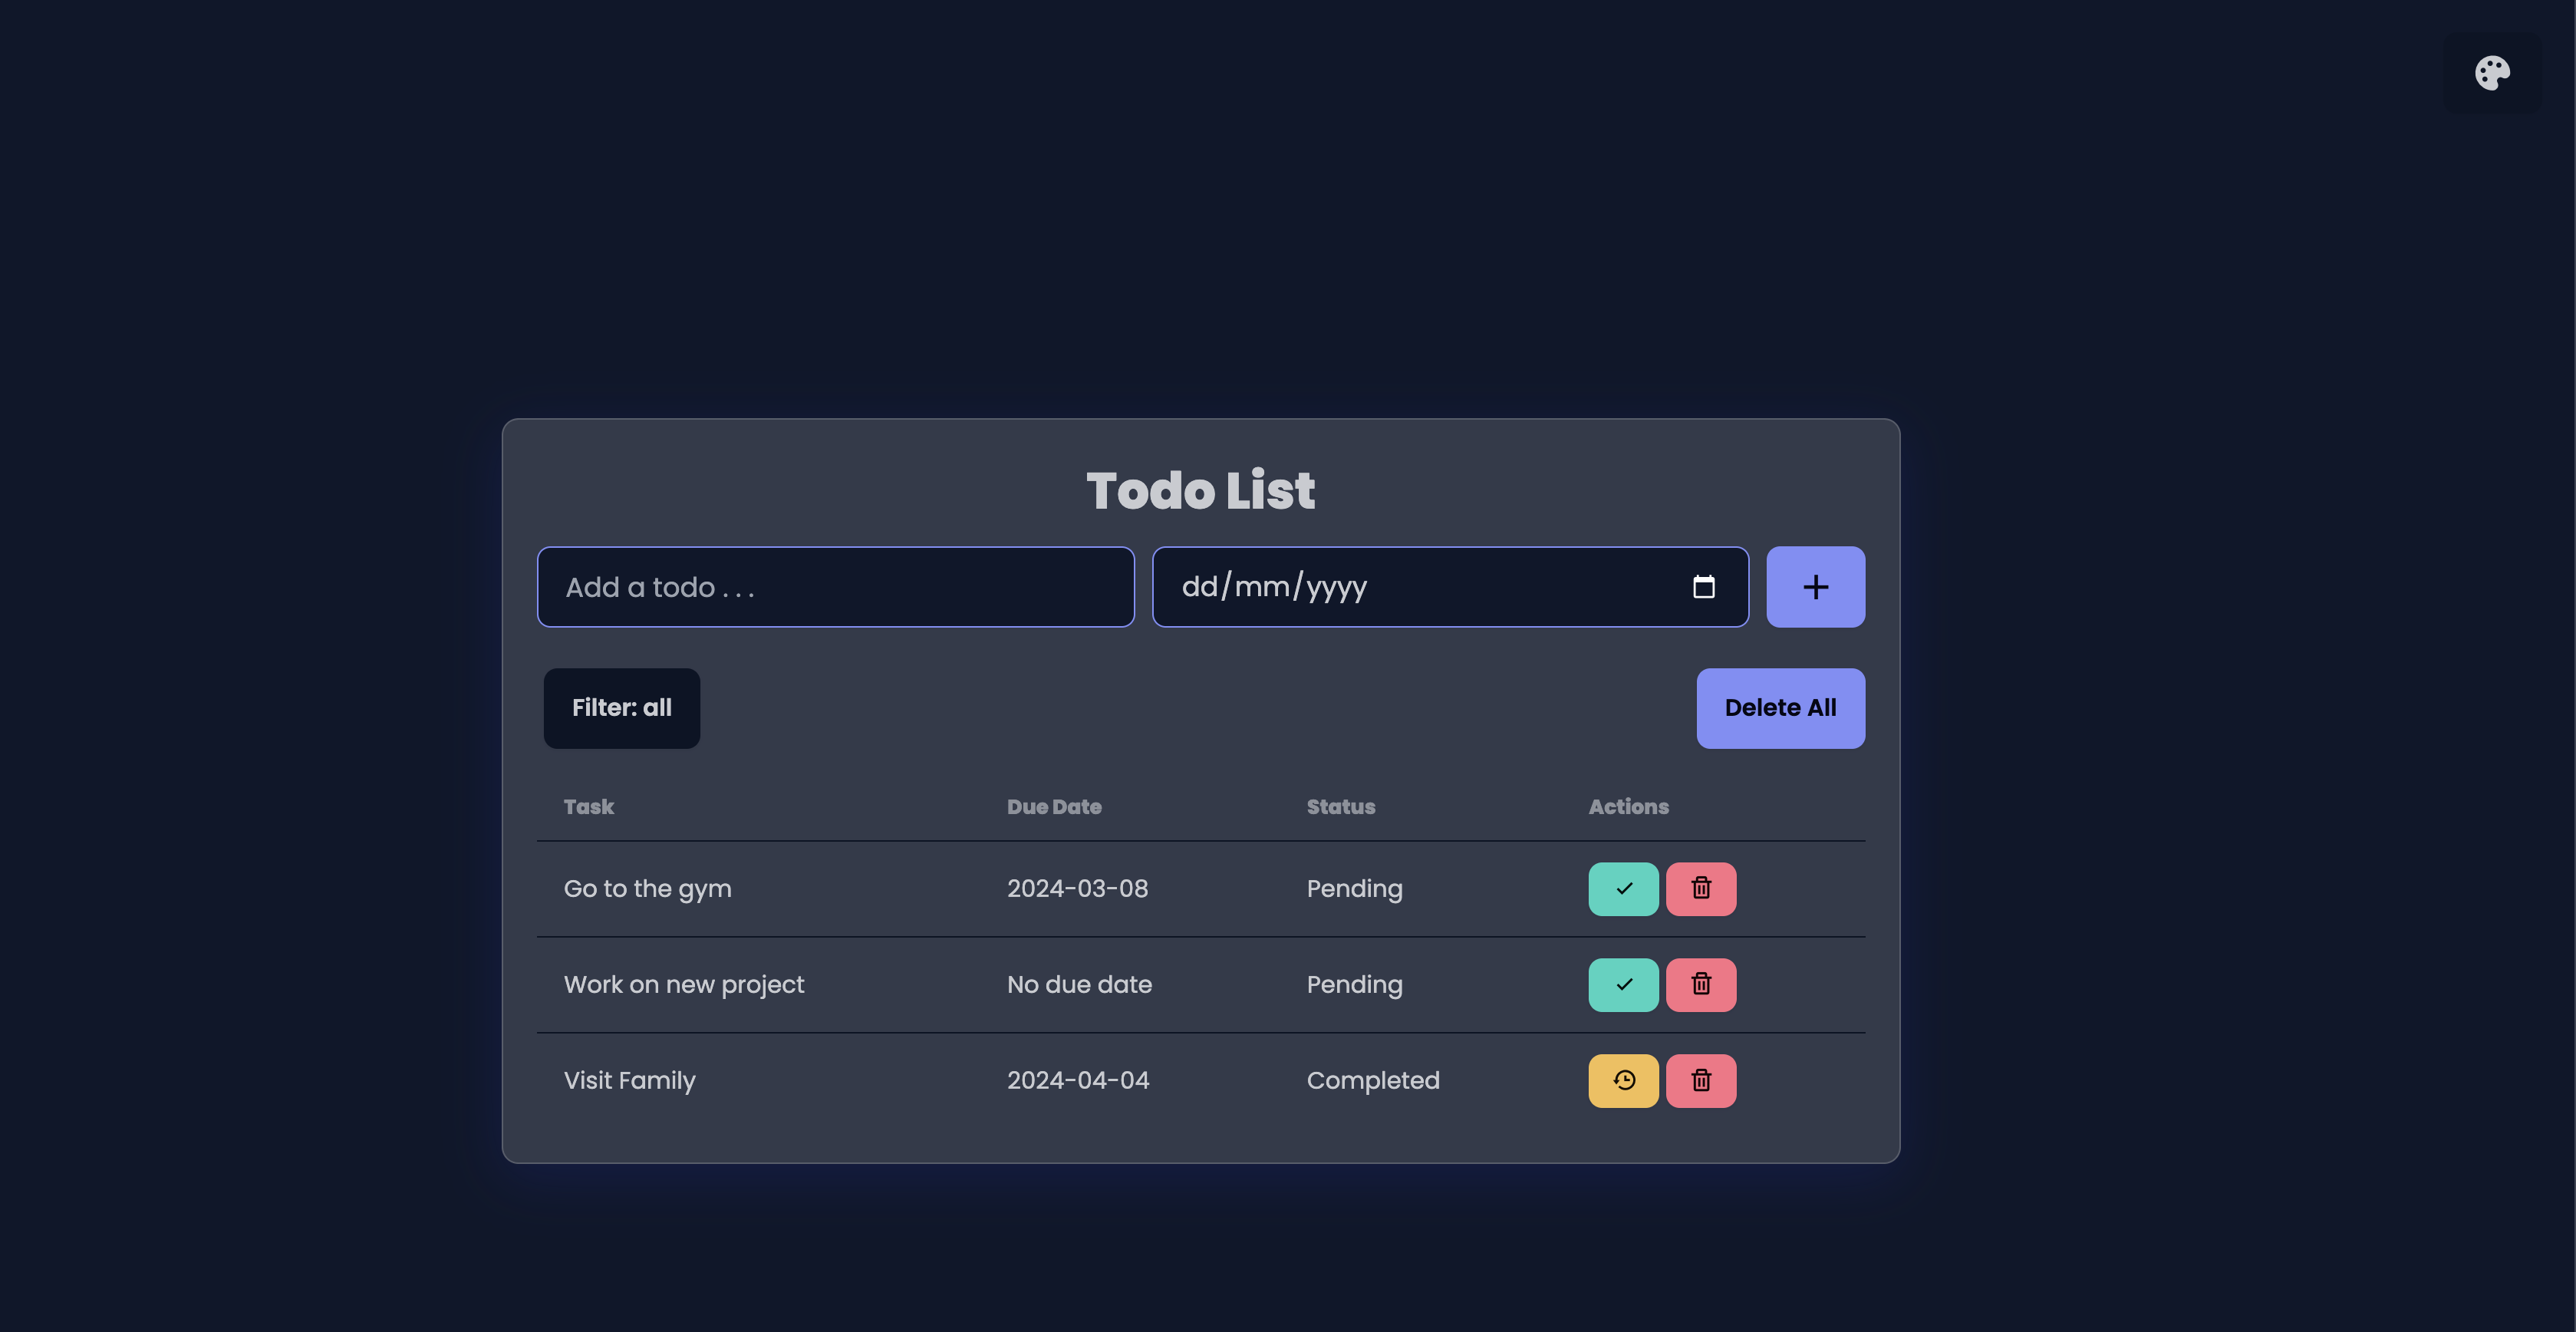 Todo List
Add a todo . . .
dd/mm/yyyy
+
Filter: all
Delete All
Task Due Date Status Actions
Go to the gym 2024-03-08 Pending
Work on new project No due date Pending
Visit Family 2024-04-04 Completed